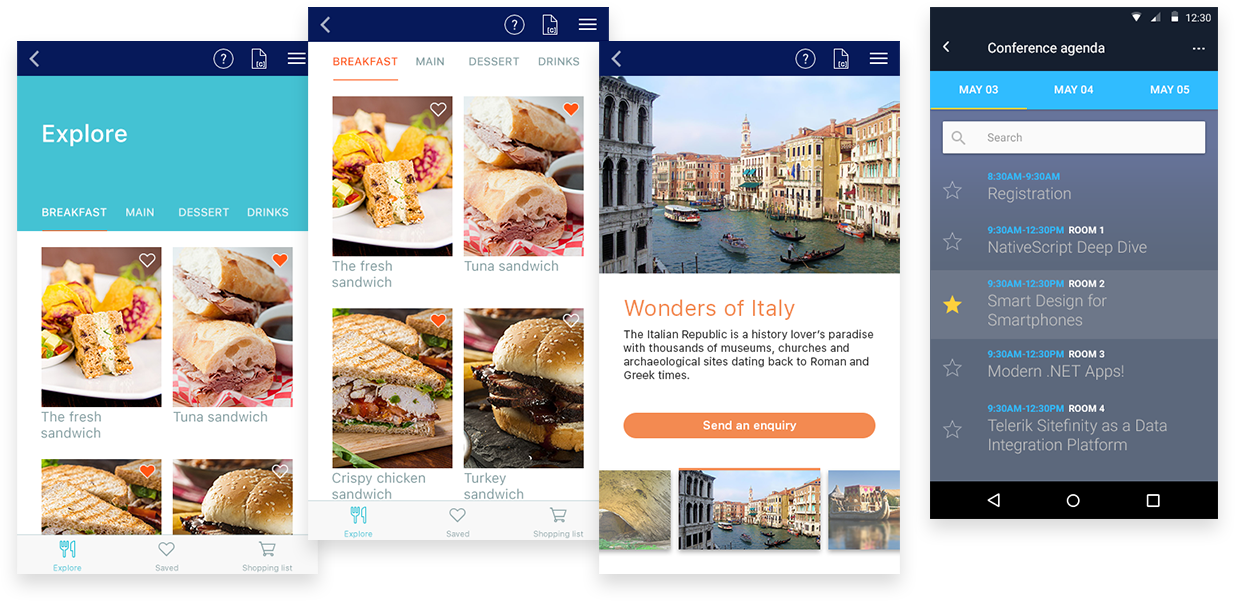 Explore
BREAKFAST MAIN DESSERT DRINKS
The fresh
sandwich
Tuna sandwich
Explore Saved Shopping list
BREAKFAST MAIN DESSERT DRINKS
The fresh
sandwich
Tuna sandwich
Crispy chicken
sandwich
Turkey
sandwich
Explore Saved Shopping list
Wonders of Italy
The Italian Republic is a history lover's paradise
with thousands of museums, churches and
archaeological sites dating back to Roman and
Greek times.
Send an enquiry
12:30
Conference agenda
MAY 03 MAY 04 MAY 05
Search
8:30AM-9:30AM
Registration
9:30AM-12:30PM ROOM 1
NativeScript Deep Dive
9:30AM-12:30PM ROOM 2
Smart Design for
Smartphones
9:30AM-12:30PM ROOM 3
Modern .NET Apps!
9:30AM-12:30PM ROOM 4
Telerik Sitefinity as a Data
Integration Platform